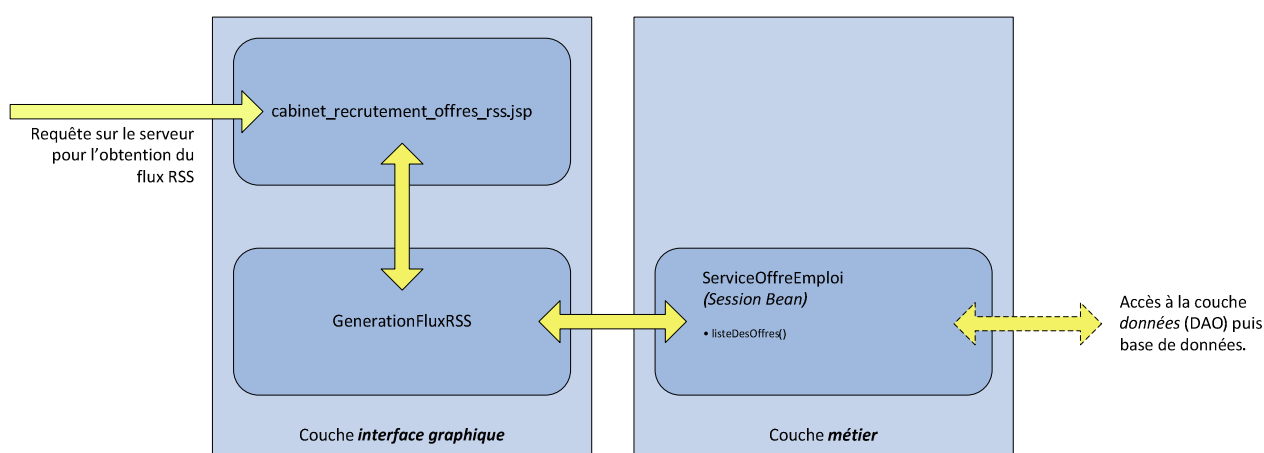 cabinet_recrutement_offres_rss.jsp
Requête sur le serveur
pour l'obtention du
flux RSS
GenerationFluxRSS
ServiceOffreEmploi
(Session Bean)
• listeDesOffres()
Accès à la couche
données (DAO) puis
base de données.
Couche interface graphique
Couche métier